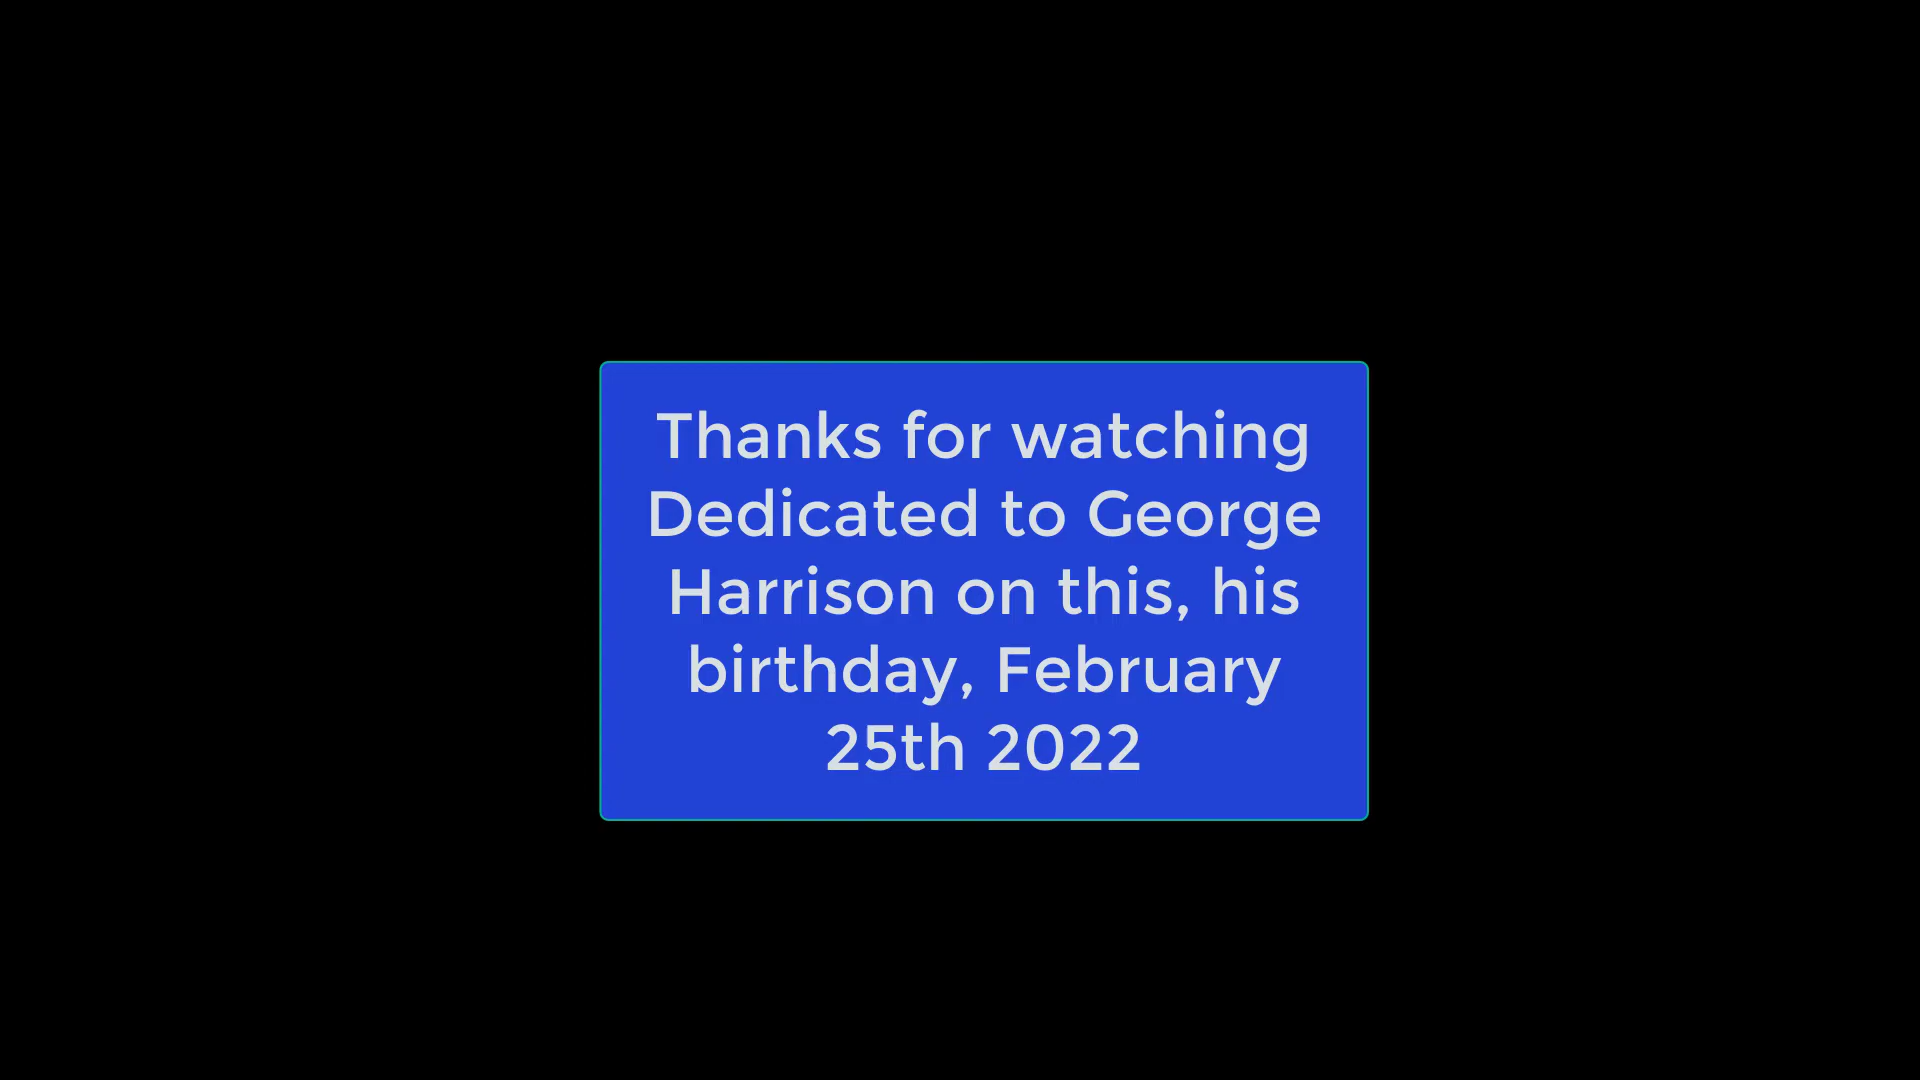 Thanks for watching
Dedicated to George
Harrison on this, his
birthday, February
25th 2022